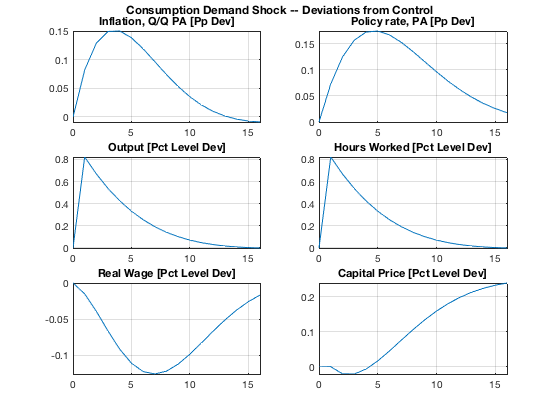 Consumption Demand Shock -- Deviations from Control
Inflation, Q/Q PA [Pp Dev]
0.15
0.1
0.05
0
0 5 10 15
Policy rate, PA [Pp Dev]
0.15
0.1
0.05
0
0 5 10 15
Output [Pct Level Dev]
0.8
0.6
0.4
0.2
0
0 5 10 15
Hours Worked [Pct Level Dev]
0.8
0.6
0.4
0.2
0
0 5 10 15
Real Wage [Pct Level Dev]
0
-0.05
-0.1
0 5 10 15
Capital Price [Pct Level Dev]
0.2
0.1
0
0 5 10 15